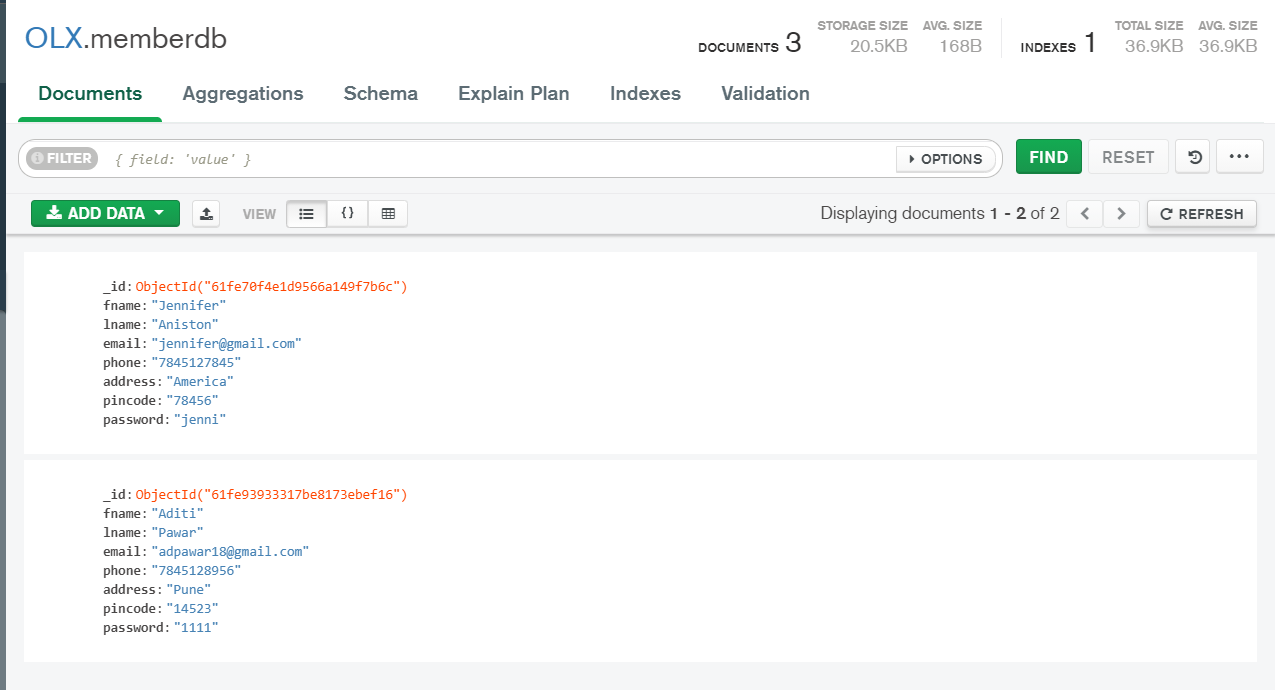 OLX.memberdb
DOCUMENTS 3
STORAGE SIZE
20.5KB
AVG. SIZE
168B
INDEXES 1
TOTAL SIZE
36.9KB
AVG. SIZE
36.9KB
Documents Aggregations Schema Explain Plan Indexes Validation
FILTER { field: 'value' } OPTIONS FIND RESET ...
ADD DATA VIEW {} Displaying documents 1 - 2 of 2 < > REFRESH
_id: ObjectId("61fe70f4e1d9566a149f7b6c")
fname: "Jennifer"
lname: "Aniston"
email: "jennifer@gmail.com"
phone: "7845127845"
address: "America"
pincode: "78456"
password: "jenni"
_id: ObjectId("61fe93933317be8173ebef16")
fname: "Aditi"
lname: "Pawar"
email: "adpawar18@gmail.com"
phone: "7845128956"
address: "Pune"
pincode: "14523"
password: "1111"